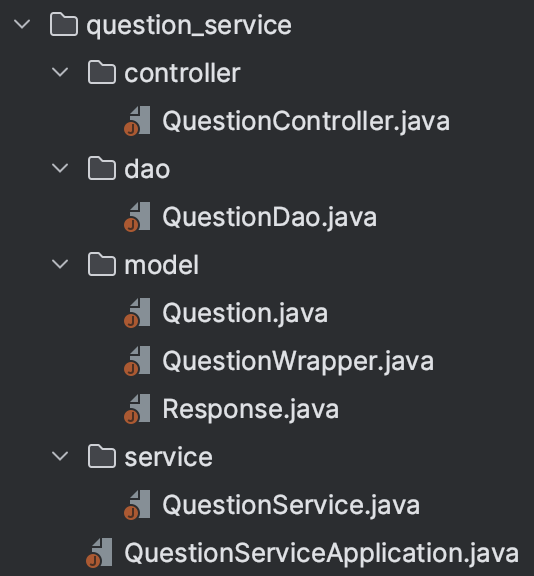 question_service
controller
QuestionController.java
dao
QuestionDao.java
model
Question.java
QuestionWrapper.java
Response.java
service
QuestionService.java
QuestionServiceApplication.java